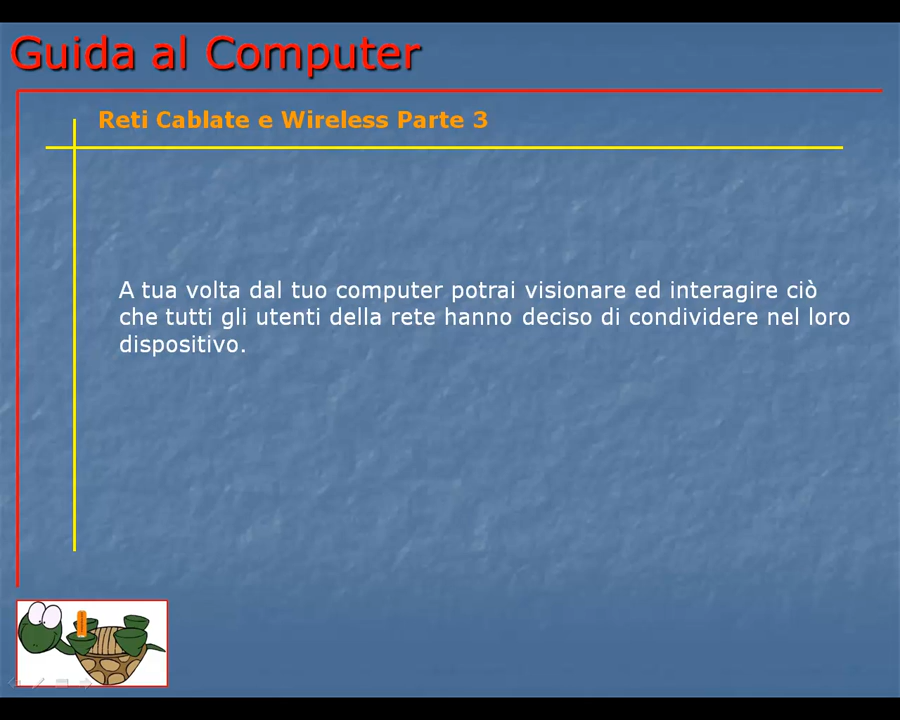 Guida al Computer
Reti Cablate e Wireless Parte 3
A tua volta dal tuo computer potrai visionare ed interagire ciò
che tutti gli utenti della rete hanno deciso di condividere nel loro
dispositivo.